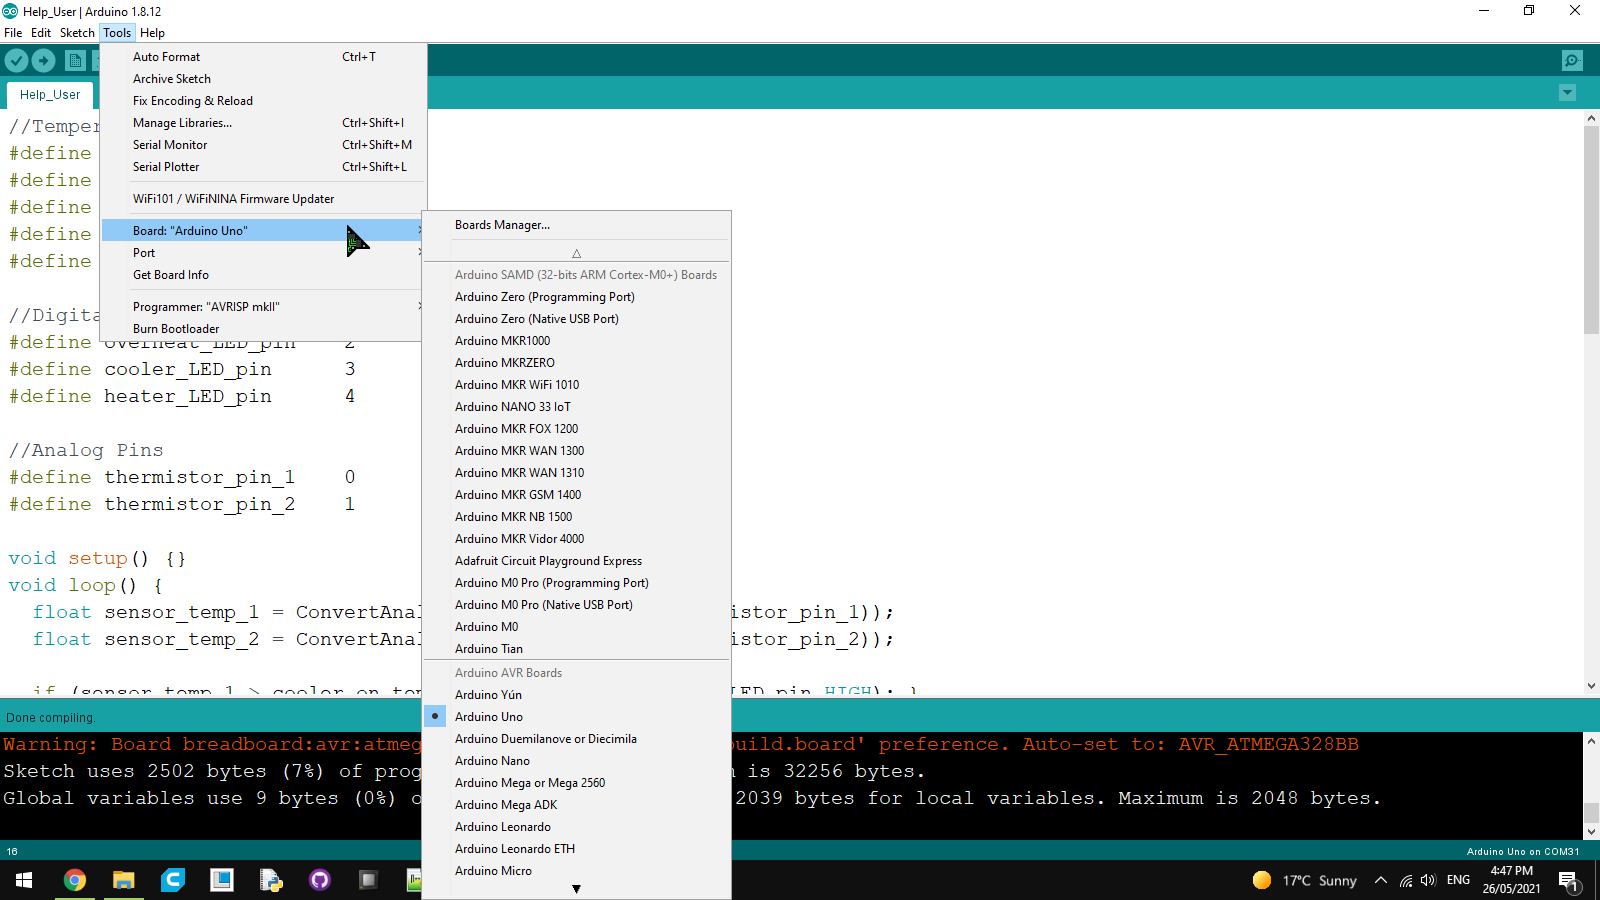 Help_User | Arduino 1.8.12
File Edit Sketch Tools Help
Auto Format Ctrl+T
Archive Sketch
Fix Encoding & Reload
Manage Libraries... Ctrl+Shift+I
Serial Monitor Ctrl+Shift+M
Serial Plotter Ctrl+Shift+L
WiFi101 / WiFiNINA Firmware Updater
Board: "Arduino Uno"
Port
Get Board Info
Programmer: "AVRISP mkII"
Burn Bootloader
Boards Manager...
Arduino SAMD (32-bits ARM Cortex-M0+) Boards
Arduino Zero (Programming Port)
Arduino Zero (Native USB Port)
Arduino MKR1000
Arduino MKRZERO
Arduino MKR WiFi 1010
Arduino NANO 33 IoT
Arduino MKR FOX 1200
Arduino MKR WAN 1300
Arduino MKR WAN 1310
Arduino MKR GSM 1400
Arduino MKR NB 1500
Arduino MKR Vidor 4000
Adafruit Circuit Playground Express
Arduino M0 Pro (Programming Port)
Arduino M0 Pro (Native USB Port)
Arduino M0
Arduino Tian
Arduino AVR Boards
Arduino Yún
Arduino Uno
Arduino Duemilanove or Diecimila
Arduino Nano
Arduino Mega or Mega 2560
Arduino Mega ADK
Arduino Leonardo
Arduino Leonardo ETH
Arduino Micro
Help_User
//Temper
#define
#define
#define
#define
#define
//Digita
#define overheat_LED_pin 2
#define cooler_LED_pin 3
#define heater_LED_pin 4
//Analog Pins
#define thermistor_pin_1 0
#define thermistor_pin_2 1
void setup() {}
void loop() {
float sensor_temp_1 = ConvertAnal istor_pin_1));
float sensor_temp_2 = ConvertAnal istor_pin_2));
if (sensor_temp_1 > cooler_on_tem LED_pin,HIGH); }
Done compiling.
Warning: Board breadboard:avr:atmeg uild.board' preference. Auto-set to: AVR_ATMEGA328BB
Sketch uses 2502 bytes (7%) of prog m is 32256 bytes.
Global variables use 9 bytes (0%) o 2039 bytes for local variables. Maximum is 2048 bytes.
16 Arduino Uno on COM31
17°C Sunny ENG 4:47 PM
26/05/2021
1